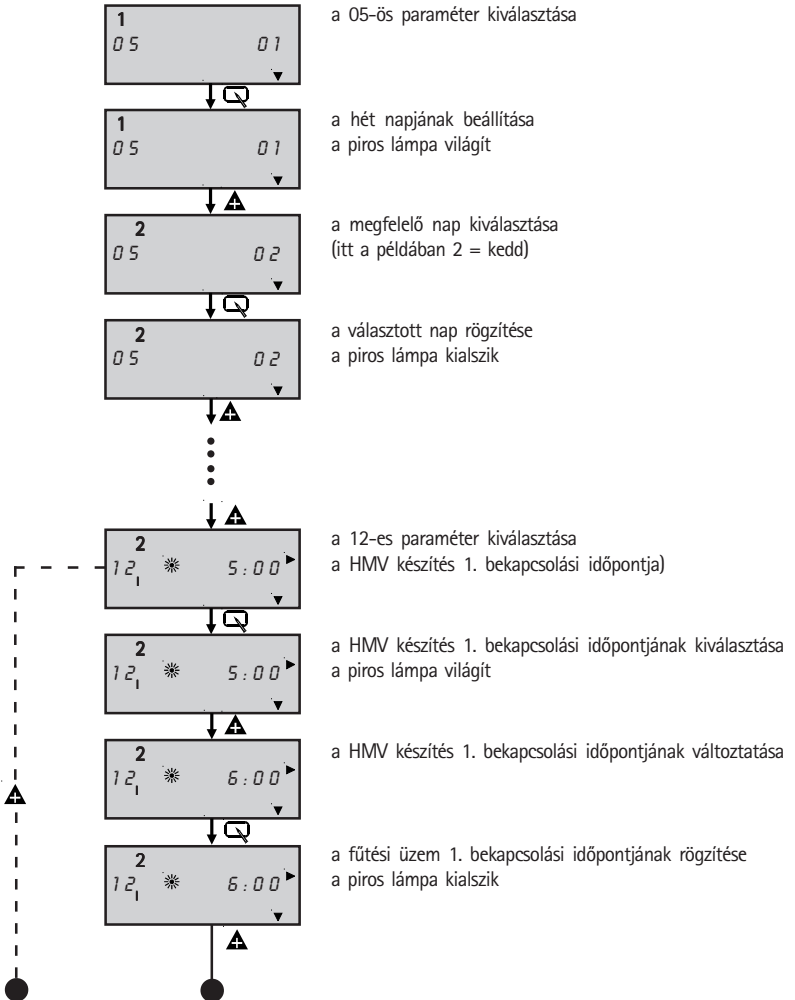 1
05 01
a 05-ös paraméter kiválasztása
1
05 01
a hét napjának beállítása
a piros lámpa világít
2
05 02
a megfelelő nap kiválasztása
(itt a példában 2 = kedd)
2
05 02
a választott nap rögzítése
a piros lámpa kialszik
2
12 5:00
a 12-es paraméter kiválasztása
a HMV készítés 1. bekapcsolási időpontja)
2
12 5:00
a HMV készítés 1. bekapcsolási időpontjának kiválasztása
a piros lámpa világít
2
12 6:00
a HMV készítés 1. bekapcsolási időpontjának változtatása
2
12 6:00
a fűtési üzem 1. bekapcsolási időpontjának rögzítése
a piros lámpa kialszik